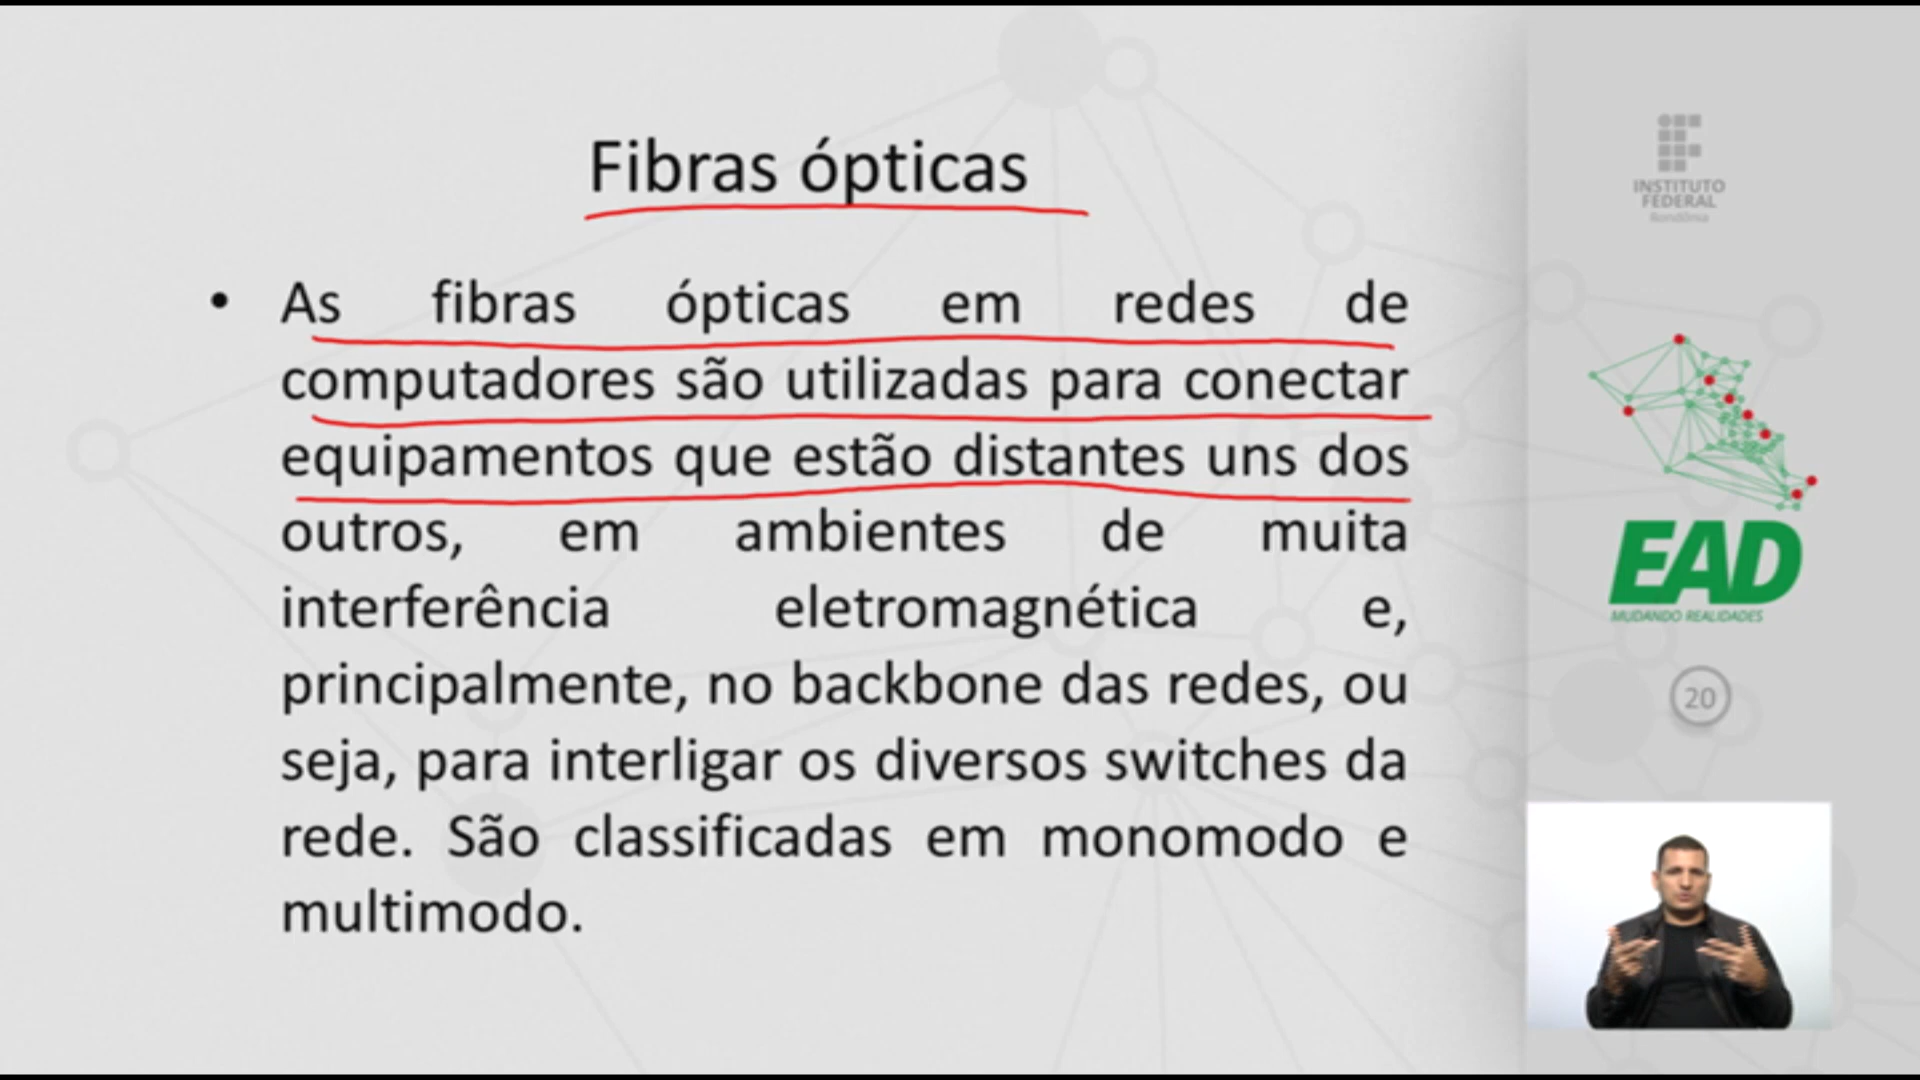 Fibras ópticas
• As fibras ópticas em redes de
computadores são utilizadas para conectar
equipamentos que estão distantes uns dos
outros, em ambientes de muita
interferência eletromagnética e,
principalmente, no backbone das redes, ou
seja, para interligar os diversos switches da
rede. São classificadas em monomodo e
multimodo.
INSTITUTO
FEDERAL
Rondônia
EAD
MUDANDO REALIDADES
20